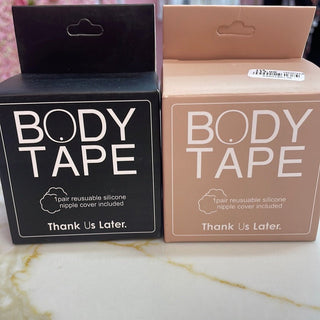 BODY
TAPE
1pair reusuable silicone
nipple cover included
Thank Us Later.
BODY
TAPE
1pair reusuable silicone
nipple cover included
Thank Us Later.